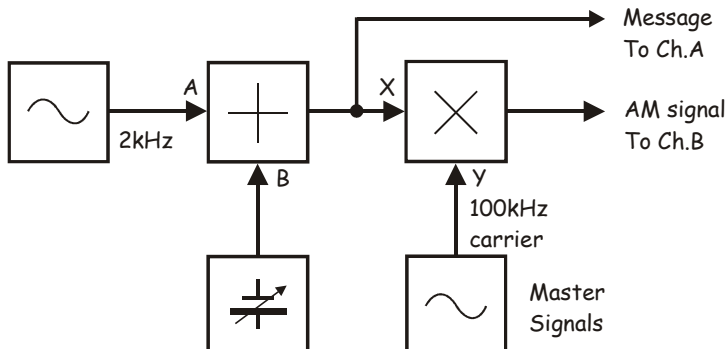 Message
To Ch.A
A
X
2kHz
AM signal
To Ch.B
B
Y
100kHz
carrier
Master
Signals